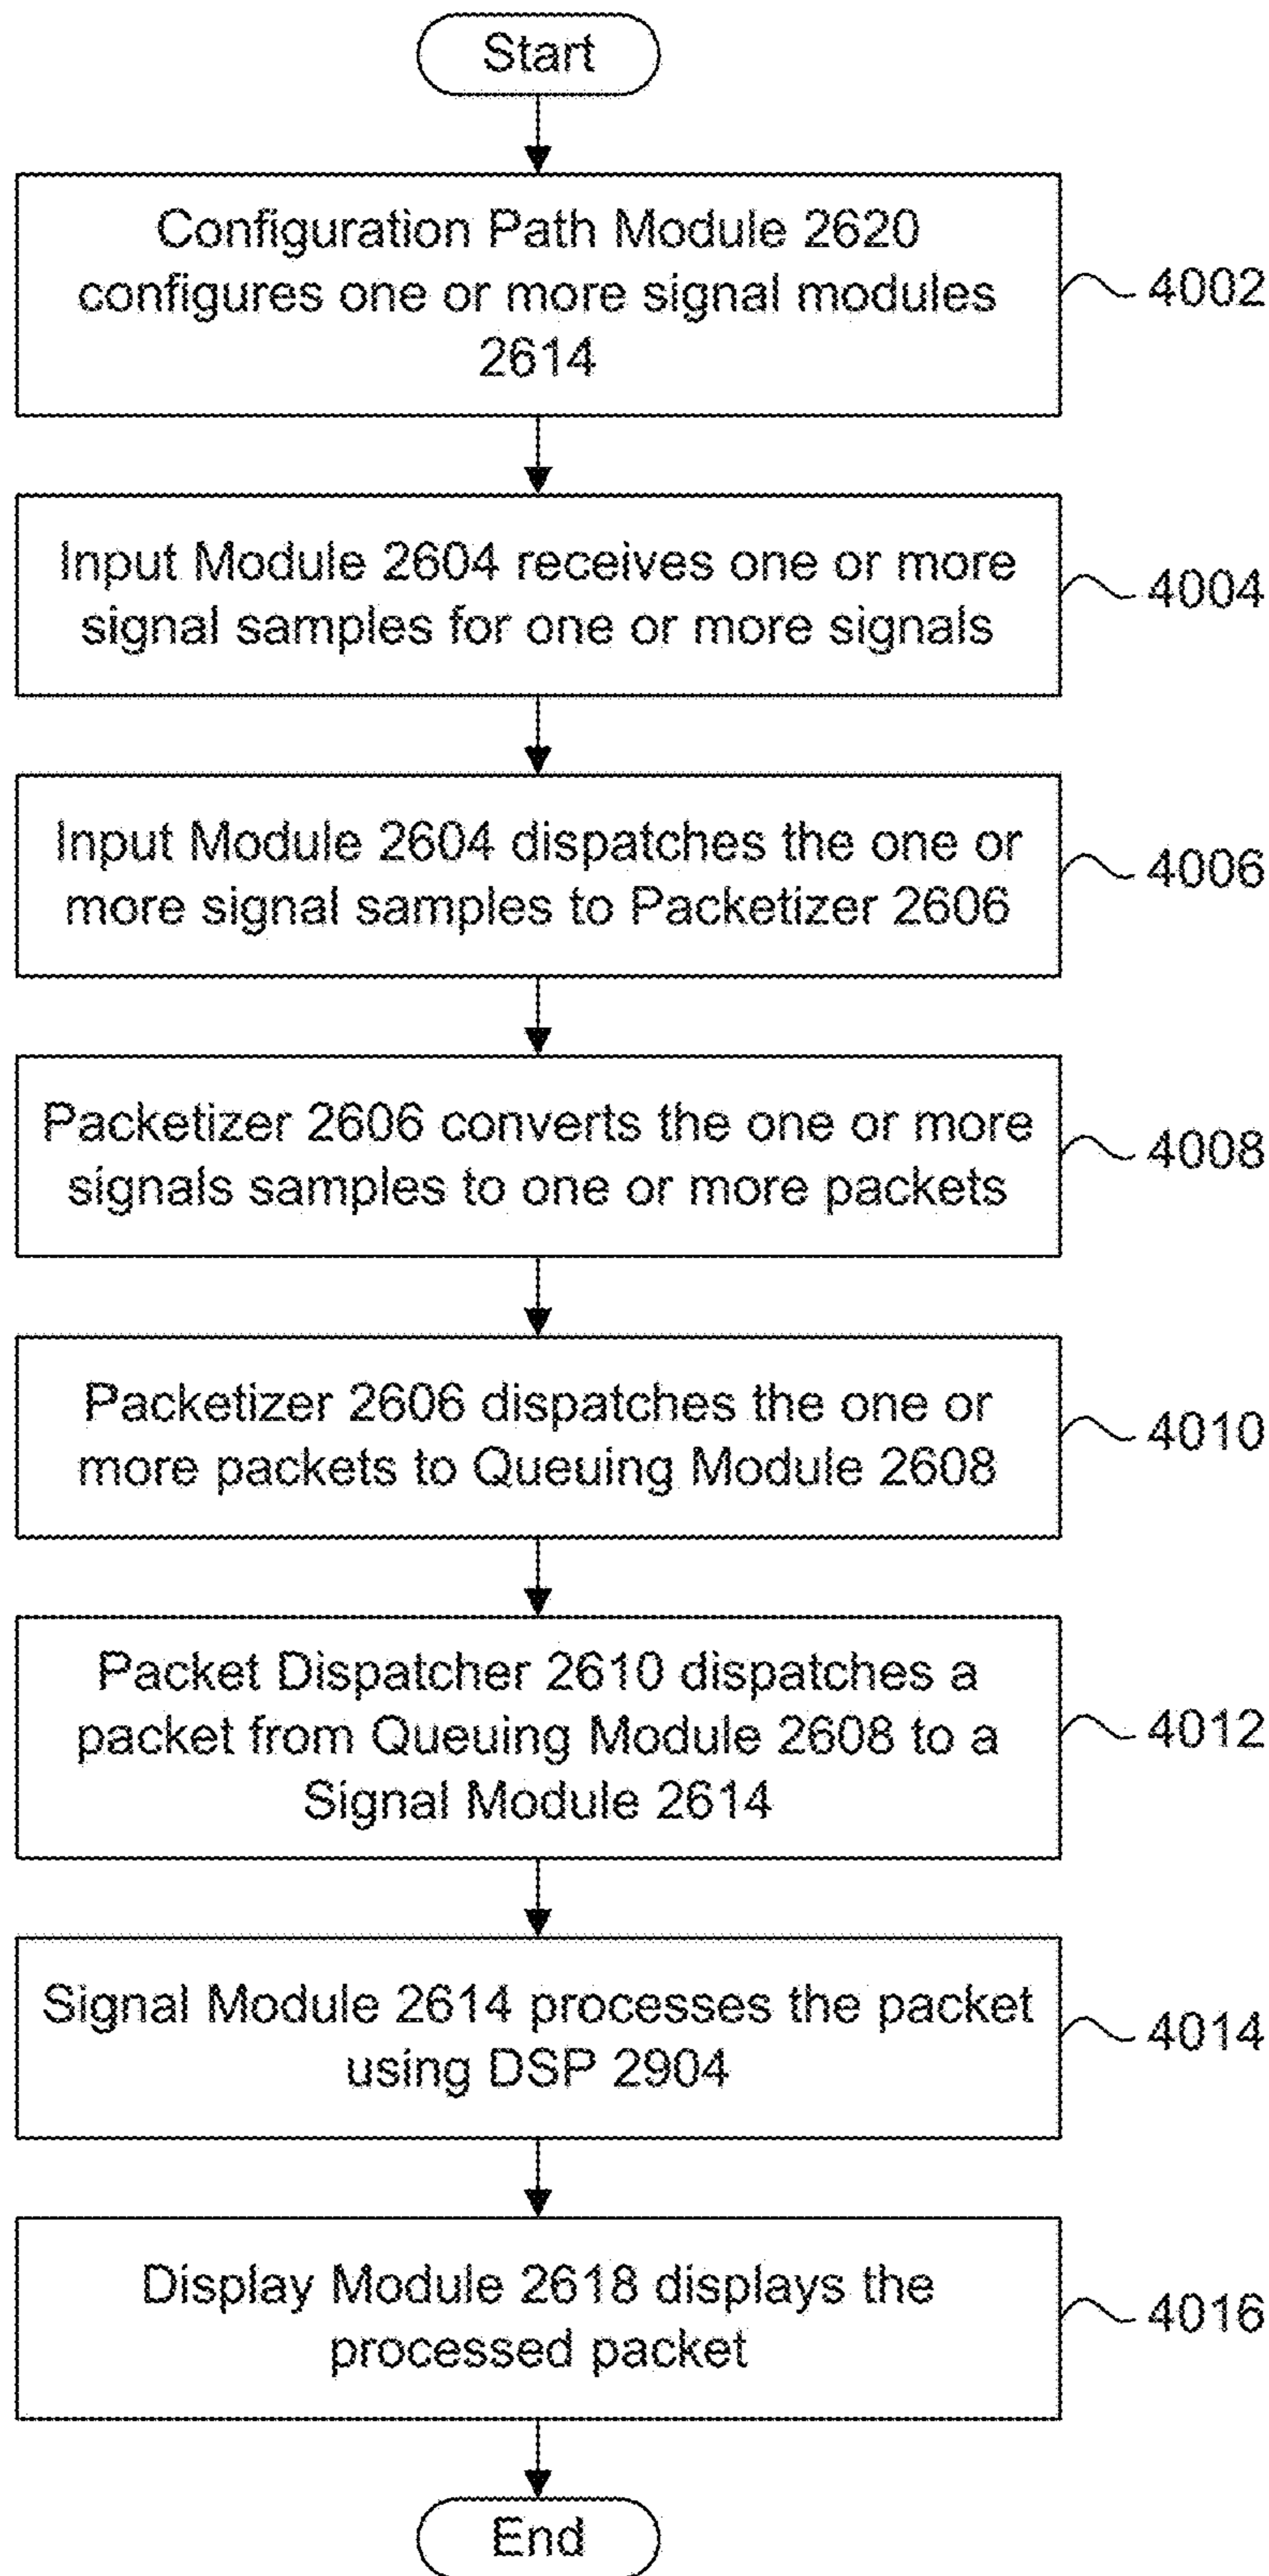 Start
Configuration Path Module 2620
configures one or more signal modules
2614
4002
Input Module 2604 receives one or more
signal samples for one or more signals
4004
Input Module 2604 dispatches the one or
more signal samples to Packetizer 2606
4006
Packetizer 2606 converts the one or more
signals samples to one or more packets
4008
Packetizer 2606 dispatches the one or
more packets to Queuing Module 2608
4010
Packet Dispatcher 2610 dispatches a
packet from Queuing Module 2608 to a
Signal Module 2614
4012
Signal Module 2614 processes the packet
using DSP 2904
4014
Display Module 2618 displays the
processed packet
4016
End